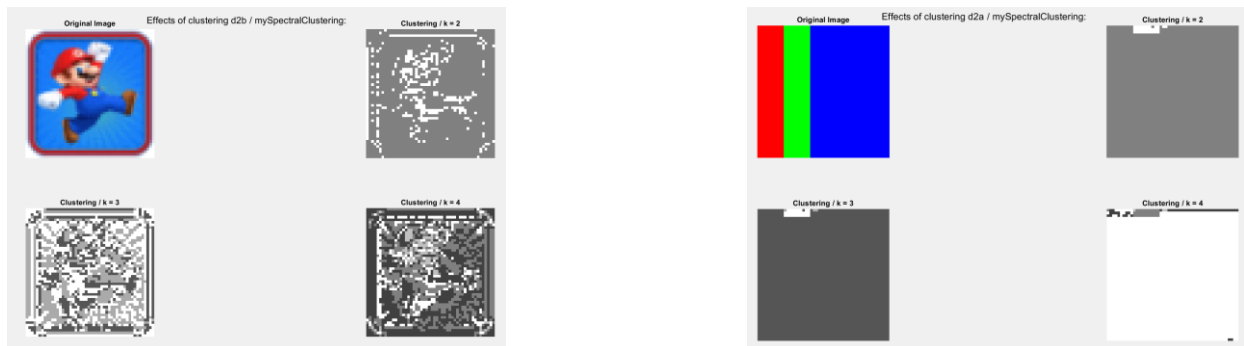 Effects of clustering d2b / mySpectralClustering:
Original Image
Clustering / k = 2
Clustering / k = 3
Clustering / k = 4
Effects of clustering d2a / mySpectralClustering:
Original Image
Clustering / k = 2
Clustering / k = 3
Clustering / k = 4